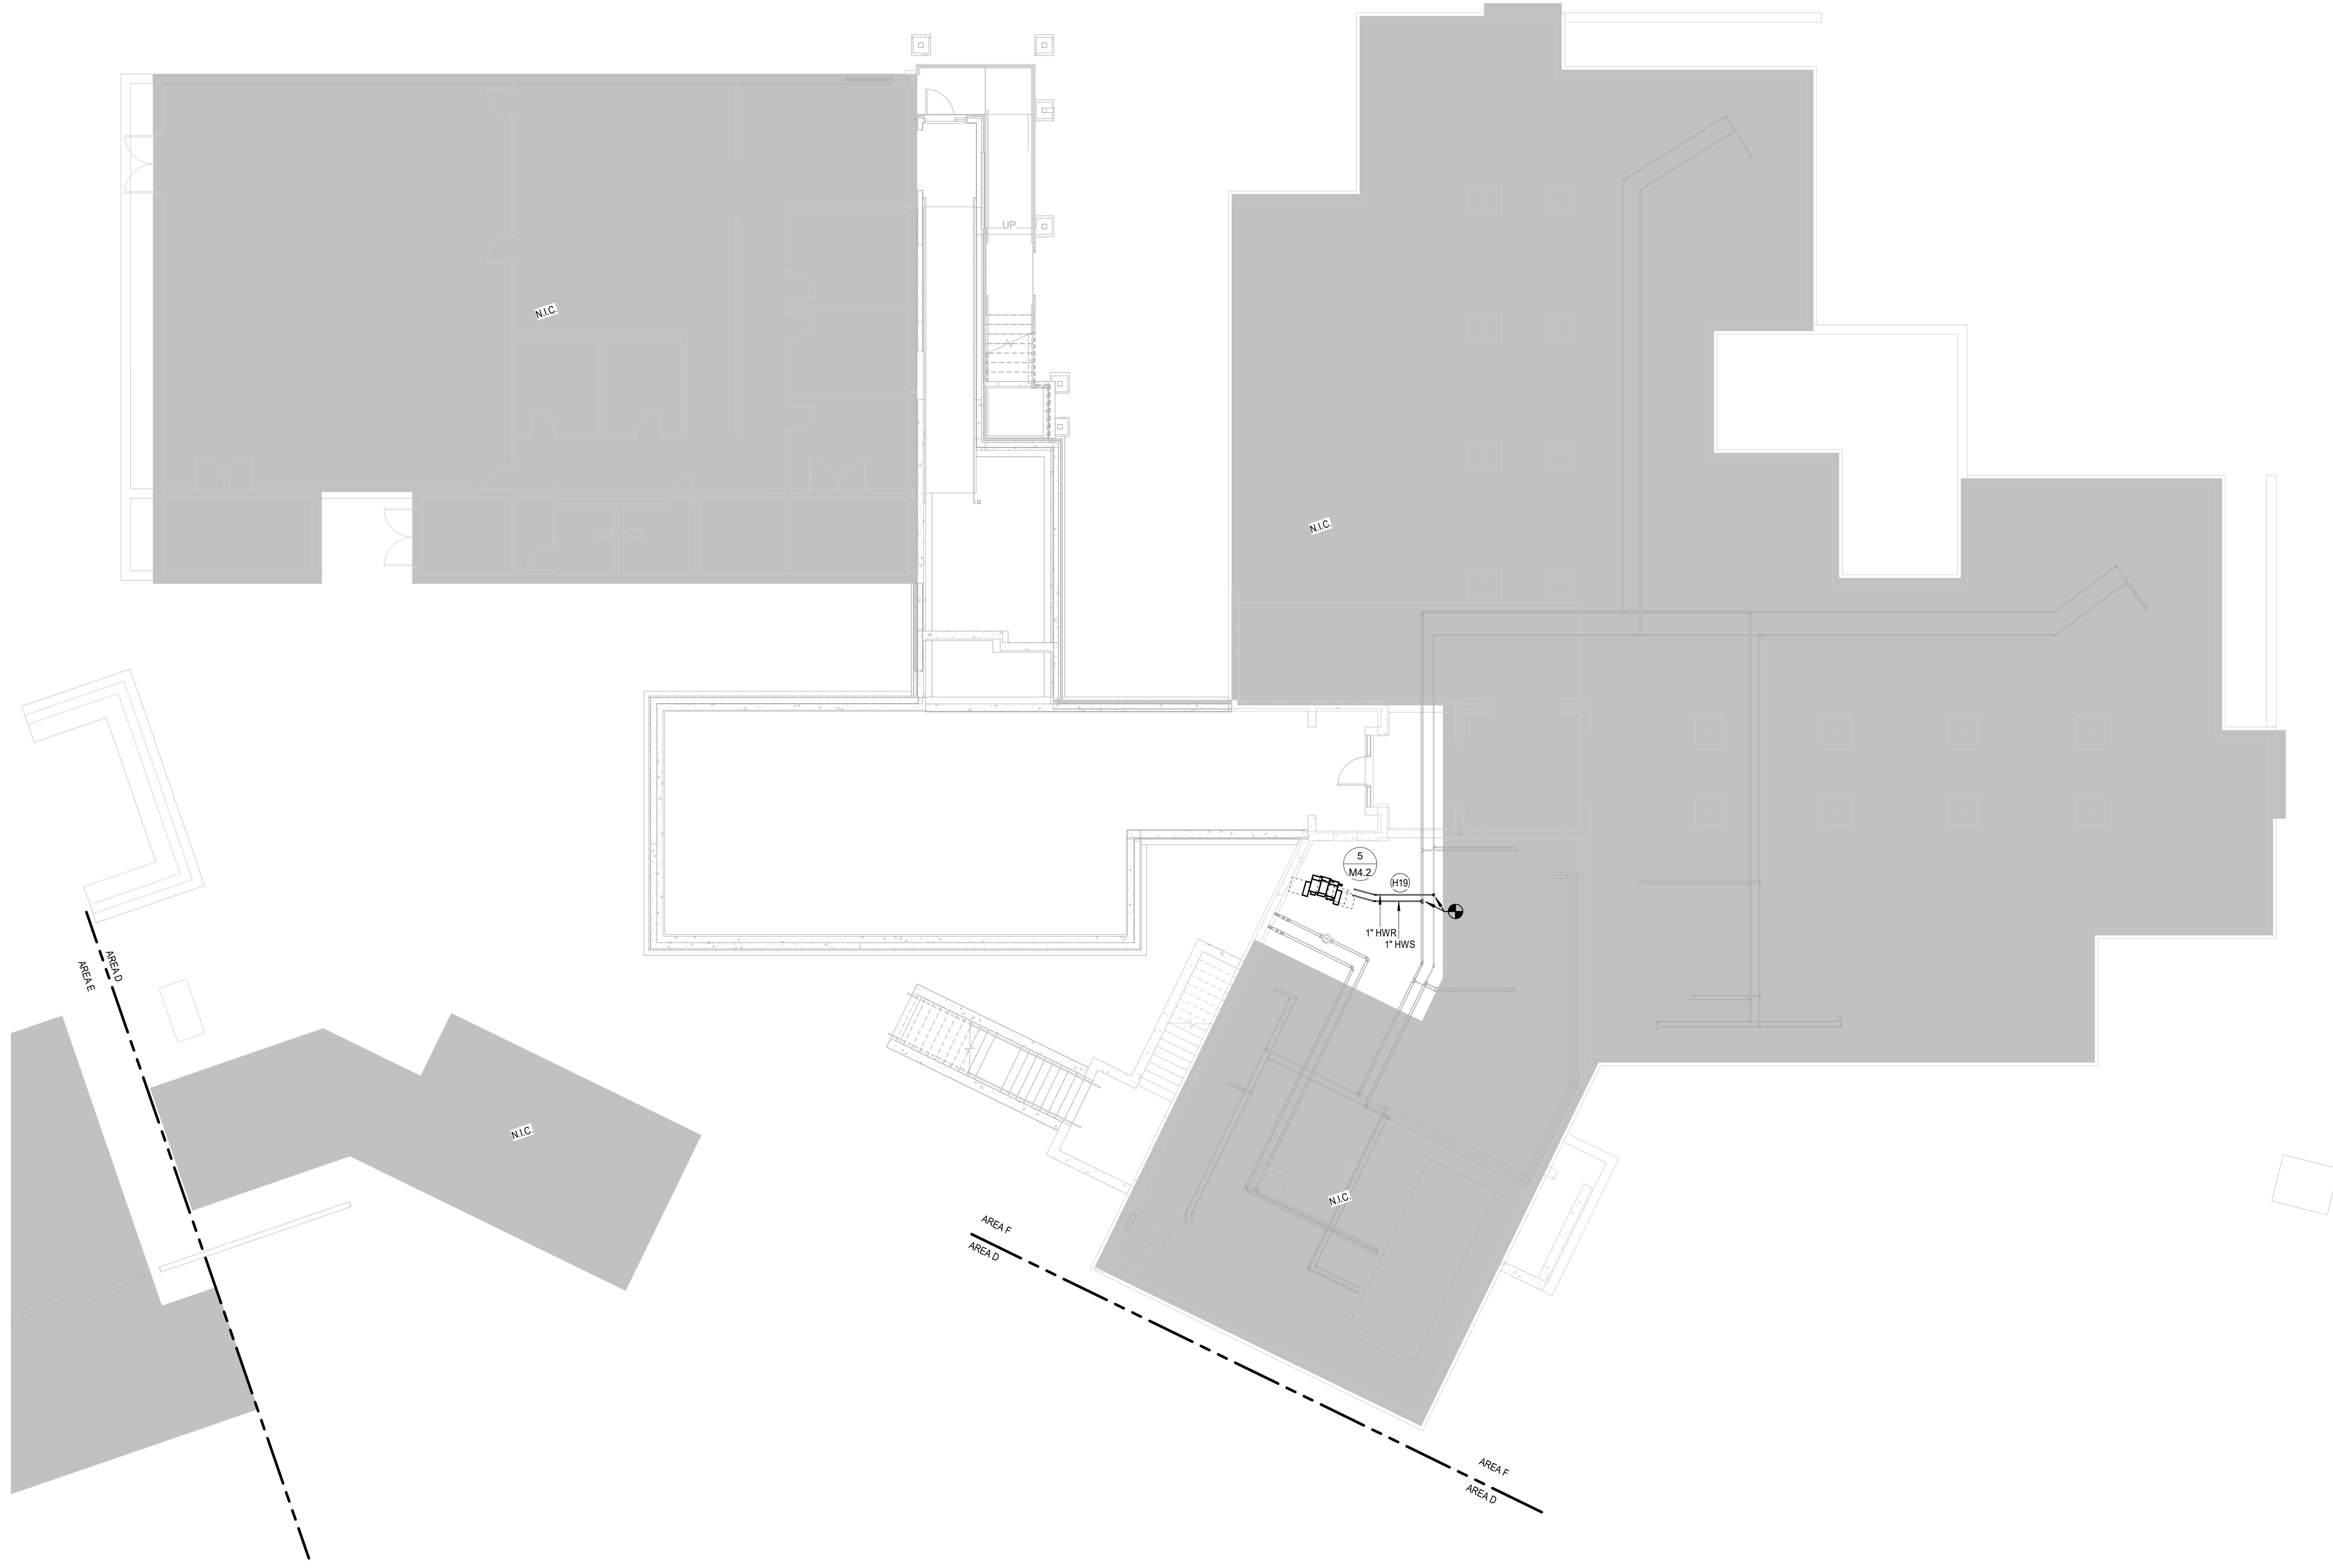 UP
N.I.C.
N.I.C.
5
M4.2
H19
1" HWR
1" HWS
AREA D
AREA E
N.I.C.
N.I.C.
AREA F
AREA D
AREA F
AREA D